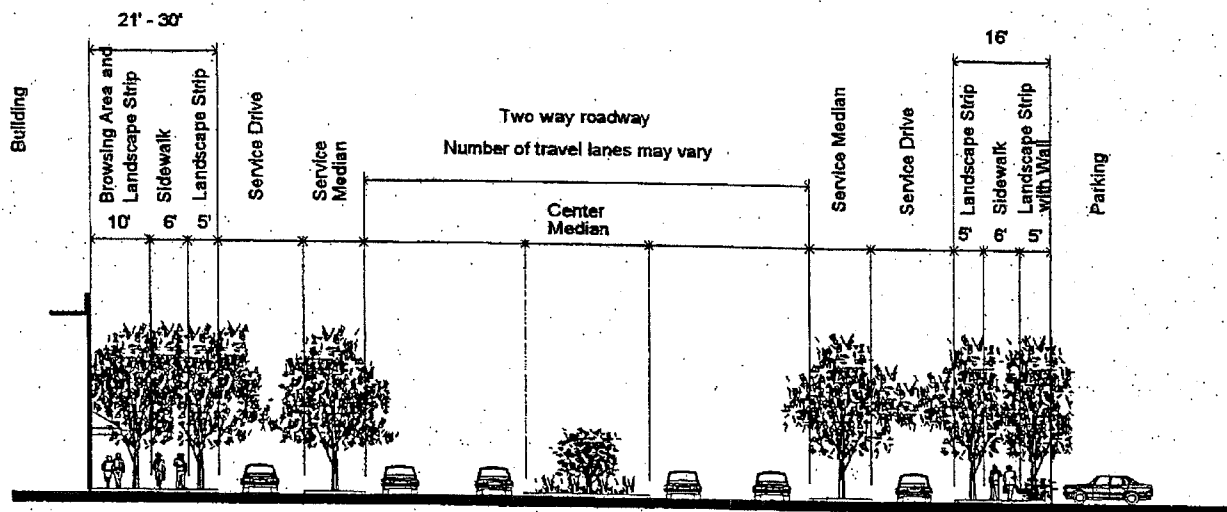 21' - 30'
16'
Building
Browsing Area and
Landscape Strip
Sidewalk
Landscape Strip
Service Drive
Service
Median
Two way roadway
Number of travel lanes may vary
Service Median
Service Drive
Landscape Strip
Sidewalk
Landscape Strip
with Wall
Parking
Center
Median
10'
6'
5'
5'
6'
5'